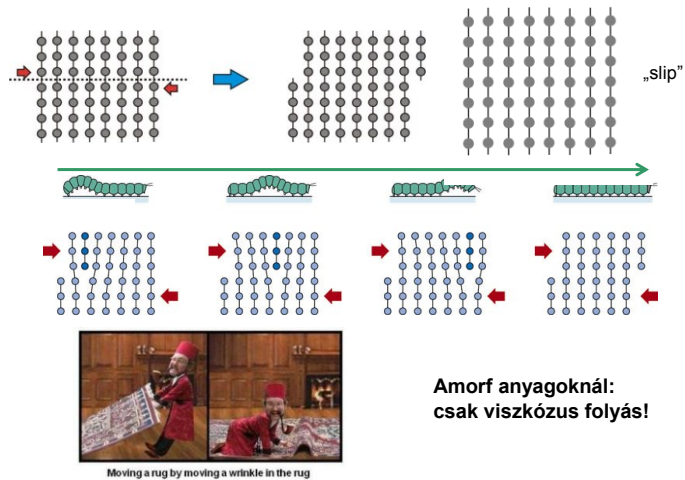 „slip”
Amorf anyagoknál:
csak viszkózus folyás!
Moving a rug by moving a wrinkle in the rug